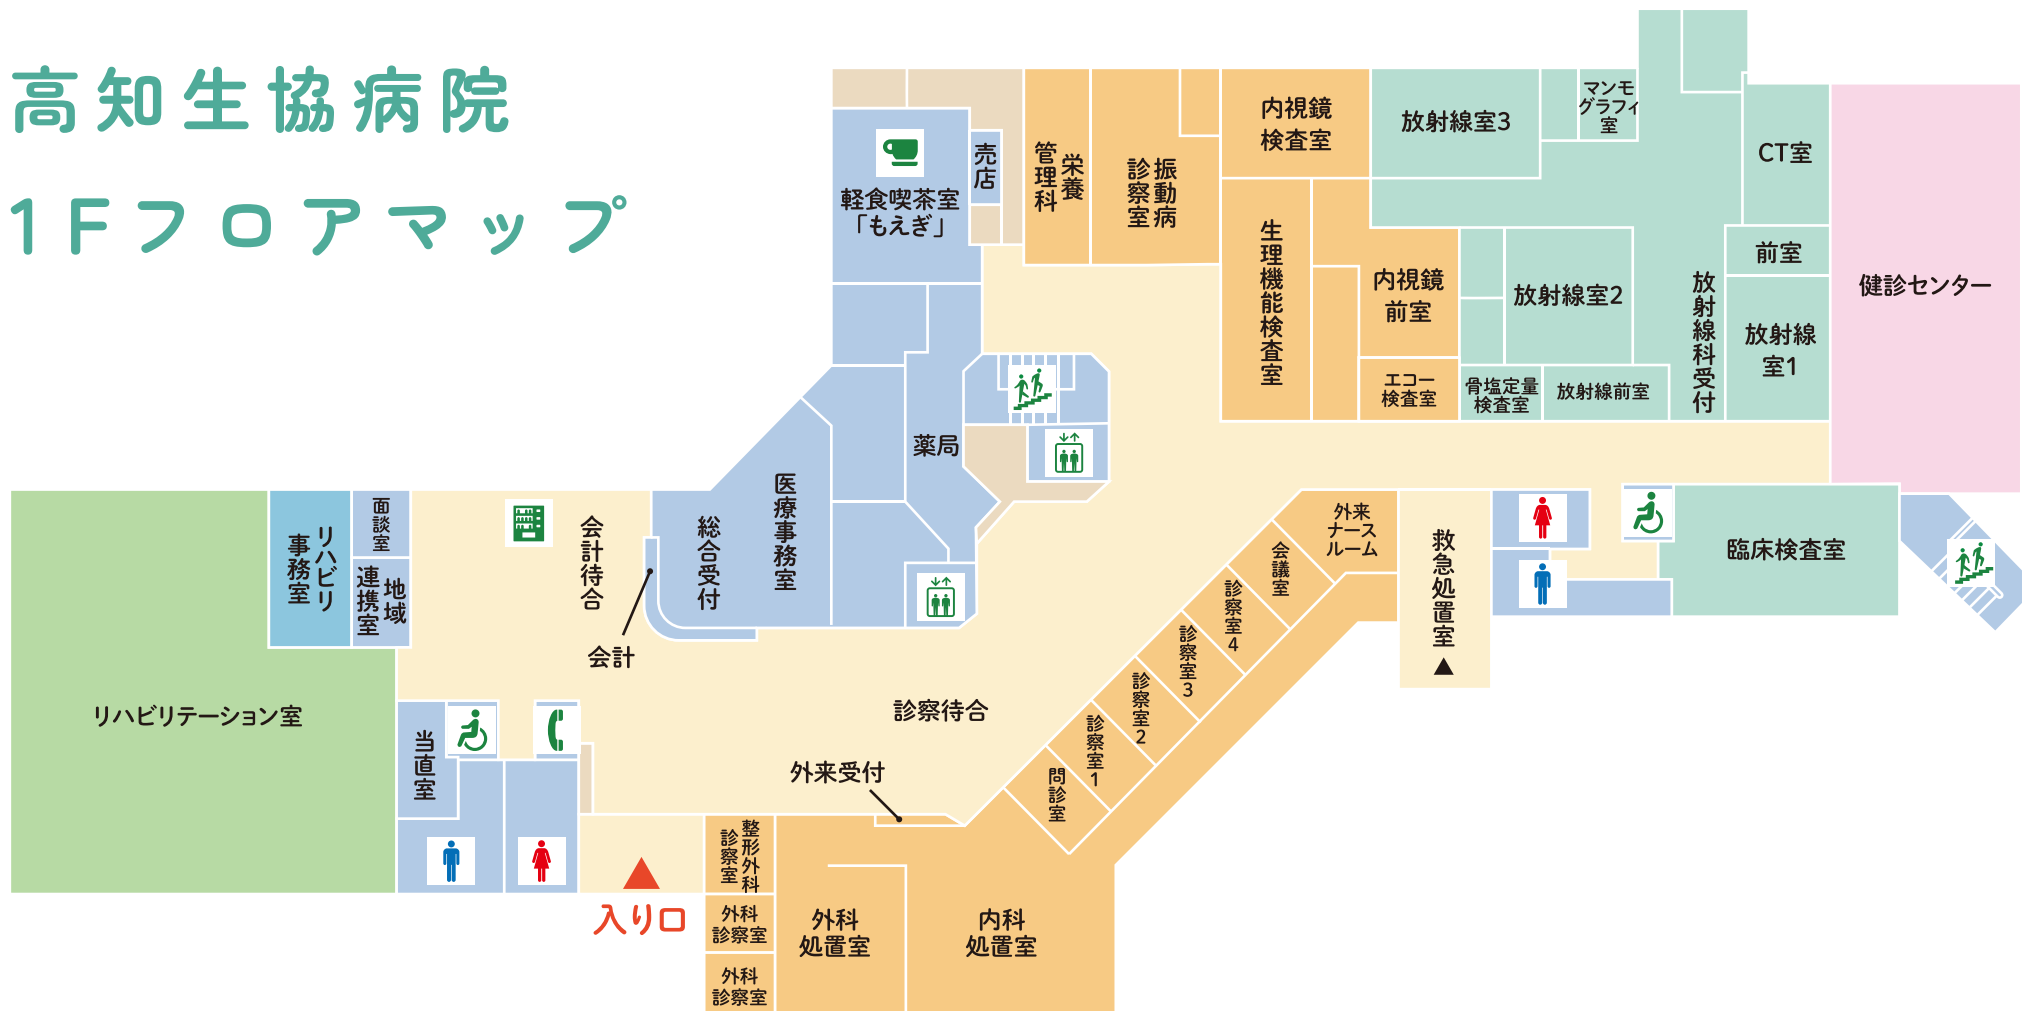 高知生協病院
1Fフロアマップ
軽食喫茶室
「もえぎ」
売店
栄養
管理科
振動病
診察室
内視鏡
検査室
放射線室3
マンモ
グラフィ
室
CT室
前室
放射線
室1
健診センター
生理機能検査室
内視鏡
前室
エコー
検査室
放射線室2
骨塩定量
検査室
放射線前室
放射線科受付
薬局
医療事務室
総合受付
会計待合
会計
面談室
地域
連携室
リハビリ
事務室
リハビリテーション室
当直室
診察待合
外来受付
外来
ナース
ルーム
会議室
診察室4
診察室3
診察室2
診察室1
問診室
救急処置室
▲
臨床検査室
入り口
整形外科
診察室
外科
診察室
外科
診察室
外科
処置室
内科
処置室